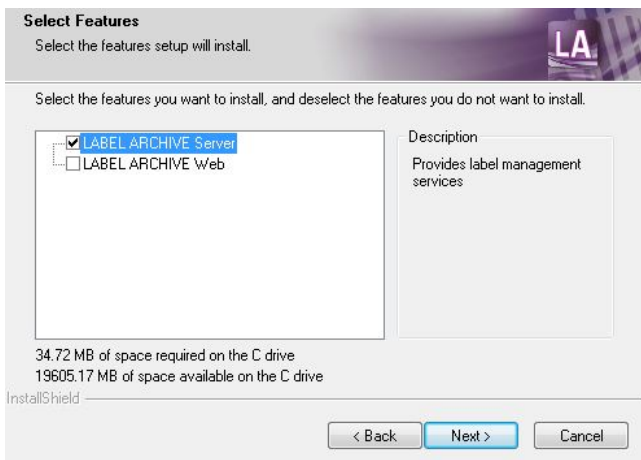 Select Features
Select the features setup will install.
LA
Select the features you want to install, and deselect the features you do not want to install.
LABEL ARCHIVE Server
LABEL ARCHIVE Web
Description
Provides label management
services
34.72 MB of space required on the C drive
19605.17 MB of space available on the C drive
InstallShield
< Back
Next >
Cancel